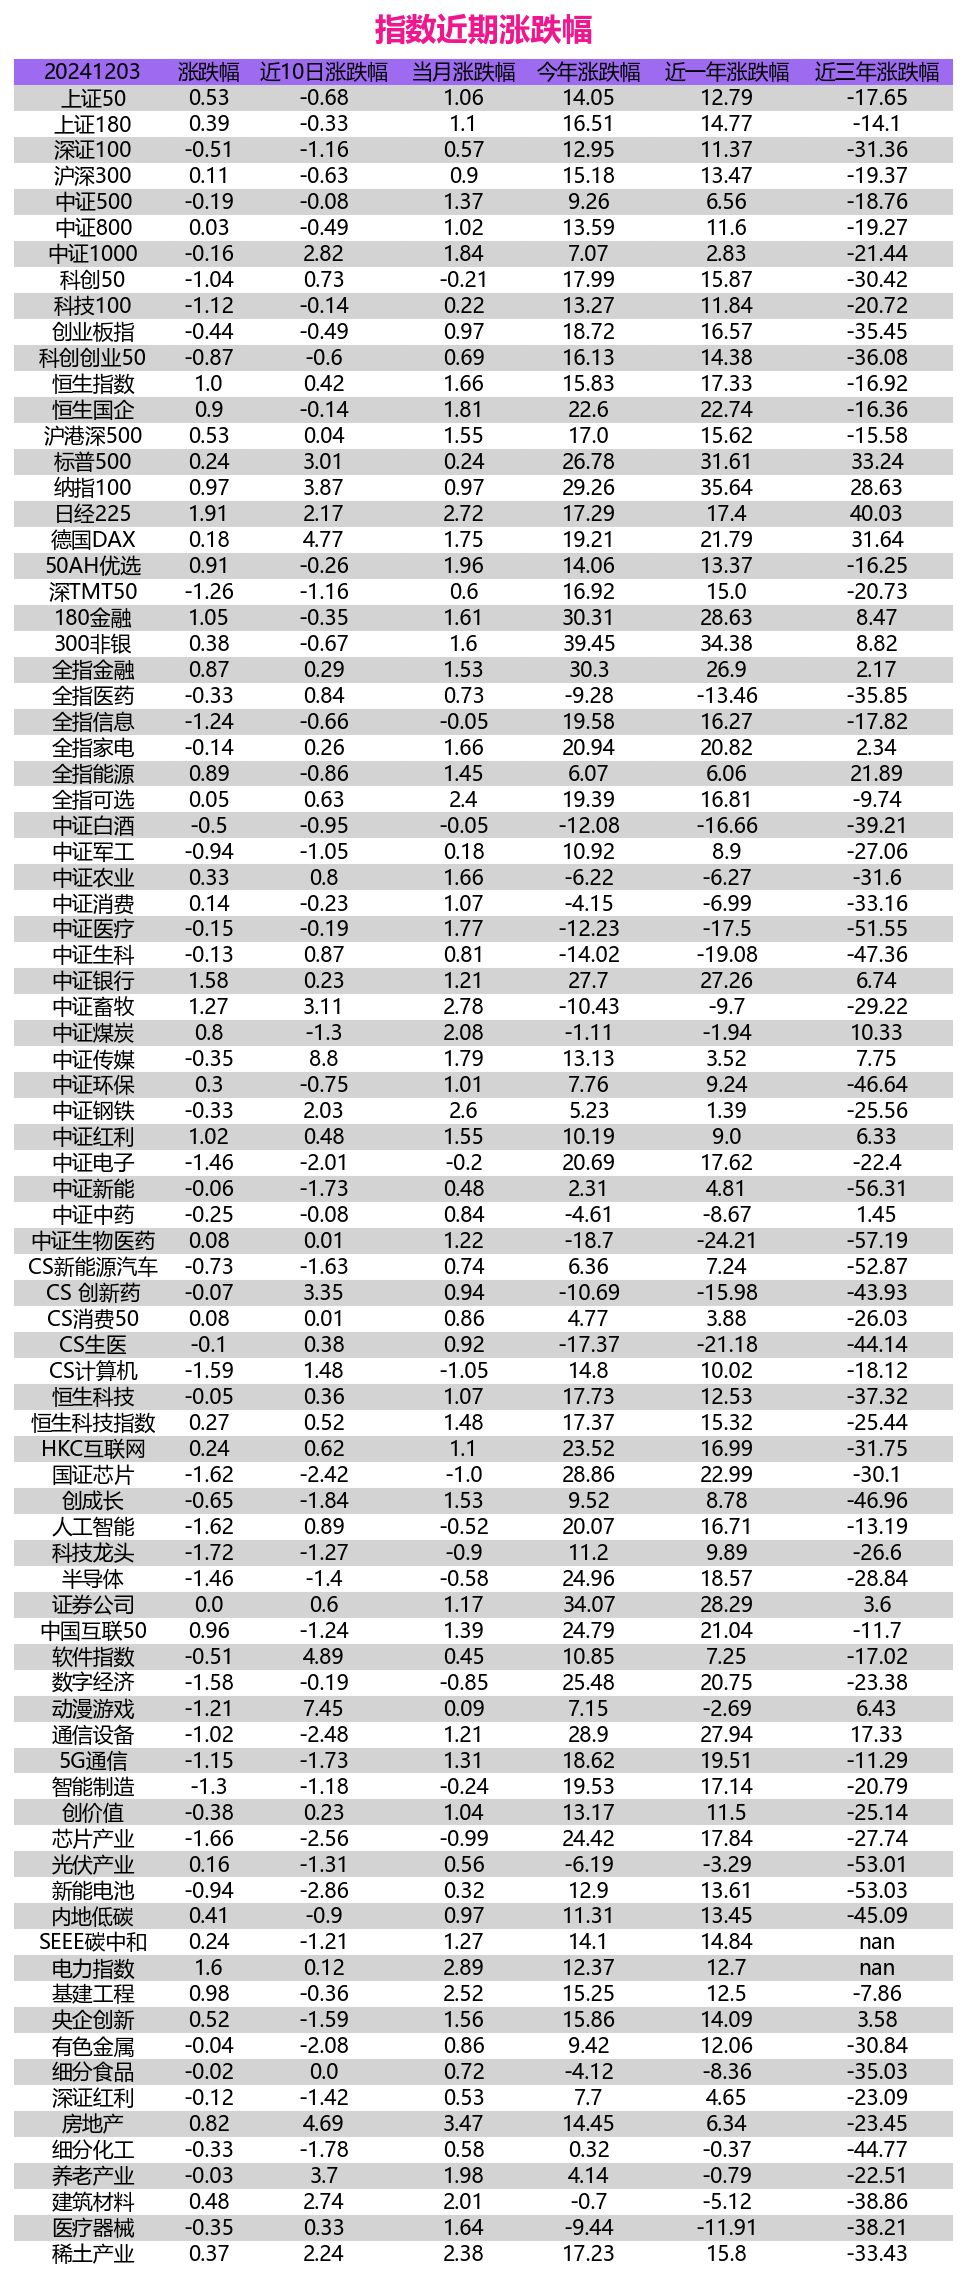 指数近期涨跌幅
20241203 涨跌幅 近10日涨跌幅 当月涨跌幅 今年涨跌幅 近一年涨跌幅 近三年涨跌幅
上证50 0.53 -0.68 1.06 14.05 12.79 -17.65
上证180 0.39 -0.33 1.1 16.51 14.77 -14.1
深证100 -0.51 -1.16 0.57 12.95 11.37 -31.36
沪深300 0.11 -0.63 0.9 15.18 13.47 -19.37
中证500 -0.19 -0.08 1.37 9.26 6.56 -18.76
中证800 0.03 -0.49 1.02 13.59 11.6 -19.27
中证1000 -0.16 2.82 1.84 7.07 2.83 -21.44
科创50 -1.04 0.73 -0.21 17.99 15.87 -30.42
科技100 -1.12 -0.14 0.22 13.27 11.84 -20.72
创业板指 -0.44 -0.49 0.97 18.72 16.57 -35.45
科创创业50 -0.87 -0.6 0.69 16.13 14.38 -36.08
恒生指数 1.0 0.42 1.66 15.83 17.33 -16.92
恒生国企 0.9 -0.14 1.81 22.6 22.74 -16.36
沪港深500 0.53 0.04 1.55 17.0 15.62 -15.58
标普500 0.24 3.01 0.24 26.78 31.61 33.24
纳指100 0.97 3.87 0.97 29.26 35.64 28.63
日经225 1.91 2.17 2.72 17.29 17.4 40.03
德国DAX 0.18 4.77 1.75 19.21 21.79 31.64
50AH优选 0.91 -0.26 1.96 14.06 13.37 -16.25
深TMT50 -1.26 -1.16 0.6 16.92 15.0 -20.73
180金融 1.05 -0.35 1.61 30.31 28.63 8.47
300非银 0.38 -0.67 1.6 39.45 34.38 8.82
全指金融 0.87 0.29 1.53 30.3 26.9 2.17
全指医药 -0.33 0.84 0.73 -9.28 -13.46 -35.85
全指信息 -1.24 -0.66 -0.05 19.58 16.27 -17.82
全指家电 -0.14 0.26 1.66 20.94 20.82 2.34
全指能源 0.89 -0.86 1.45 6.07 6.06 21.89
全指可选 0.05 0.63 2.4 19.39 16.81 -9.74
中证白酒 -0.5 -0.95 -0.05 -12.08 -16.66 -39.21
中证军工 -0.94 -1.05 0.18 10.92 8.9 -27.06
中证农业 0.33 0.8 1.66 -6.22 -6.27 -31.6
中证消费 0.14 -0.23 1.07 -4.15 -6.99 -33.16
中证医疗 -0.15 -0.19 1.77 -12.23 -17.5 -51.55
中证生科 -0.13 0.87 0.81 -14.02 -19.08 -47.36
中证银行 1.58 0.23 1.21 27.7 27.26 6.74
中证畜牧 1.27 3.11 2.78 -10.43 -9.7 -29.22
中证煤炭 0.8 -1.3 2.08 -1.11 -1.94 10.33
中证传媒 -0.35 8.8 1.79 13.13 3.52 7.75
中证环保 0.3 -0.75 1.01 7.76 9.24 -46.64
中证钢铁 -0.33 2.03 2.6 5.23 1.39 -25.56
中证红利 1.02 0.48 1.55 10.19 9.0 6.33
中证电子 -1.46 -2.01 -0.2 20.69 17.62 -22.4
中证新能 -0.06 -1.73 0.48 2.31 4.81 -56.31
中证中药 -0.25 -0.08 0.84 -4.61 -8.67 1.45
中证生物医药 0.08 0.01 1.22 -18.7 -24.21 -57.19
CS新能源汽车 -0.73 -1.63 0.74 6.36 7.24 -52.87
CS 创新药 -0.07 3.35 0.94 -10.69 -15.98 -43.93
CS消费50 0.08 0.01 0.86 4.77 3.88 -26.03
CS生医 -0.1 0.38 0.92 -17.37 -21.18 -44.14
CS计算机 -1.59 1.48 -1.05 14.8 10.02 -18.12
恒生科技 -0.05 0.36 1.07 17.73 12.53 -37.32
恒生科技指数 0.27 0.52 1.48 17.37 15.32 -25.44
HKC互联网 0.24 0.62 1.1 23.52 16.99 -31.75
国证芯片 -1.62 -2.42 -1.0 28.86 22.99 -30.1
创成长 -0.65 -1.84 1.53 9.52 8.78 -46.96
人工智能 -1.62 0.89 -0.52 20.07 16.71 -13.19
科技龙头 -1.72 -1.27 -0.9 11.2 9.89 -26.6
半导体 -1.46 -1.4 -0.58 24.96 18.57 -28.84
证券公司 0.0 0.6 1.17 34.07 28.29 3.6
中国互联50 0.96 -1.24 1.39 24.79 21.04 -11.7
软件指数 -0.51 4.89 0.45 10.85 7.25 -17.02
数字经济 -1.58 -0.19 -0.85 25.48 20.75 -23.38
动漫游戏 -1.21 7.45 0.09 7.15 -2.69 6.43
通信设备 -1.02 -2.48 1.21 28.9 27.94 17.33
5G通信 -1.15 -1.73 1.31 18.62 19.51 -11.29
智能制造 -1.3 -1.18 -0.24 19.53 17.14 -20.79
创价值 -0.38 0.23 1.04 13.17 11.5 -25.14
芯片产业 -1.66 -2.56 -0.99 24.42 17.84 -27.74
光伏产业 0.16 -1.31 0.56 -6.19 -3.29 -53.01
新能电池 -0.94 -2.86 0.32 12.9 13.61 -53.03
内地低碳 0.41 -0.9 0.97 11.31 13.45 -45.09
SEEE碳中和 0.24 -1.21 1.27 14.1 14.84 nan
电力指数 1.6 0.12 2.89 12.37 12.7 nan
基建工程 0.98 -0.36 2.52 15.25 12.5 -7.86
央企创新 0.52 -1.59 1.56 15.86 14.09 3.58
有色金属 -0.04 -2.08 0.86 9.42 12.06 -30.84
细分食品 -0.02 0.0 0.72 -4.12 -8.36 -35.03
深证红利 -0.12 -1.42 0.53 7.7 4.65 -23.09
房地产 0.82 4.69 3.47 14.45 6.34 -23.45
细分化工 -0.33 -1.78 0.58 0.32 -0.37 -44.77
养老产业 -0.03 3.7 1.98 4.14 -0.79 -22.51
建筑材料 0.48 2.74 2.01 -0.7 -5.12 -38.86
医疗器械 -0.35 0.33 1.64 -9.44 -11.91 -38.21
稀土产业 0.37 2.24 2.38 17.23 15.8 -33.43